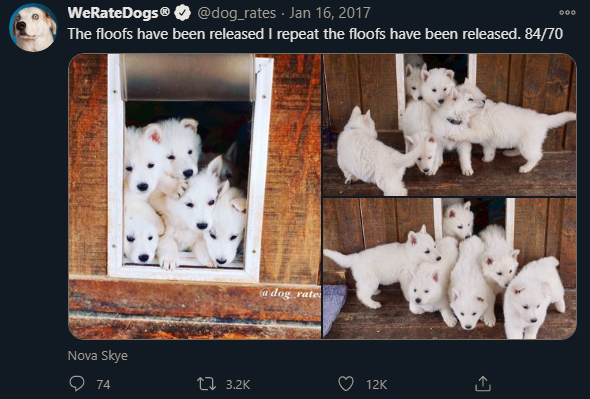 WeRateDogs® @dog_rates · Jan 16, 2017
The floofs have been released I repeat the floofs have been released. 84/70
@dog_rates
Nova Skye
74 3.2K 12K